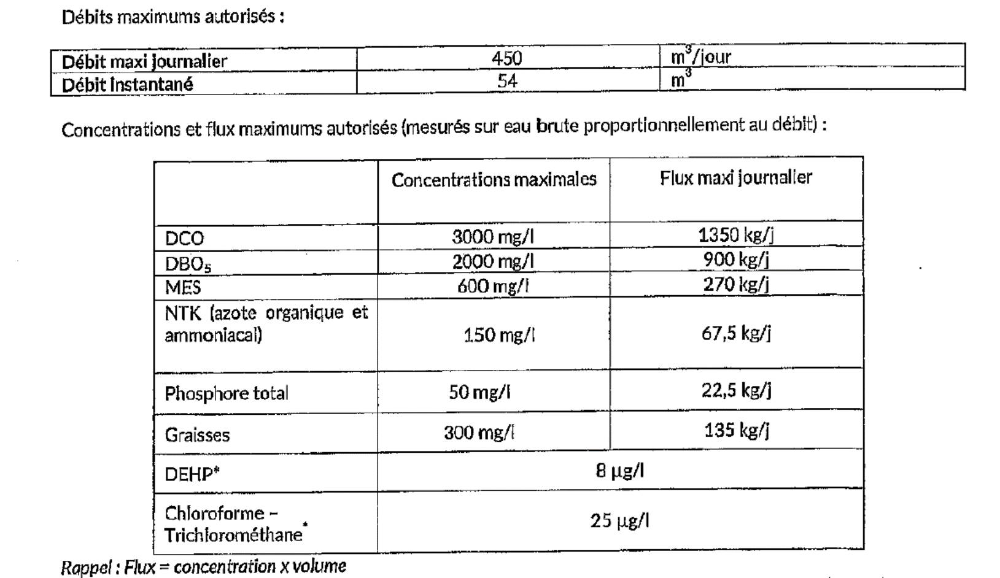 Débits maximums autorisés :
Débit maxi journalier 450 m³/jour
Débit instantané 54 m³
Concentrations et flux maximums autorisés (mesurés sur eau brute proportionnellement au débit) :
Concentrations maximales Flux maxi journalier
DCO 3000 mg/l 1350 kg/j
DBO₅ 2000 mg/l 900 kg/j
MES 600 mg/l 270 kg/j
NTK (azote organique et
ammoniacal) 150 mg/l 67,5 kg/j
Phosphore total 50 mg/l 22,5 kg/j
Graisses 300 mg/l 135 kg/j
DEHP* 8 µg/l
Chloroforme –
Trichlorométhane* 25 µg/l
Rappel : Flux = concentration x volume